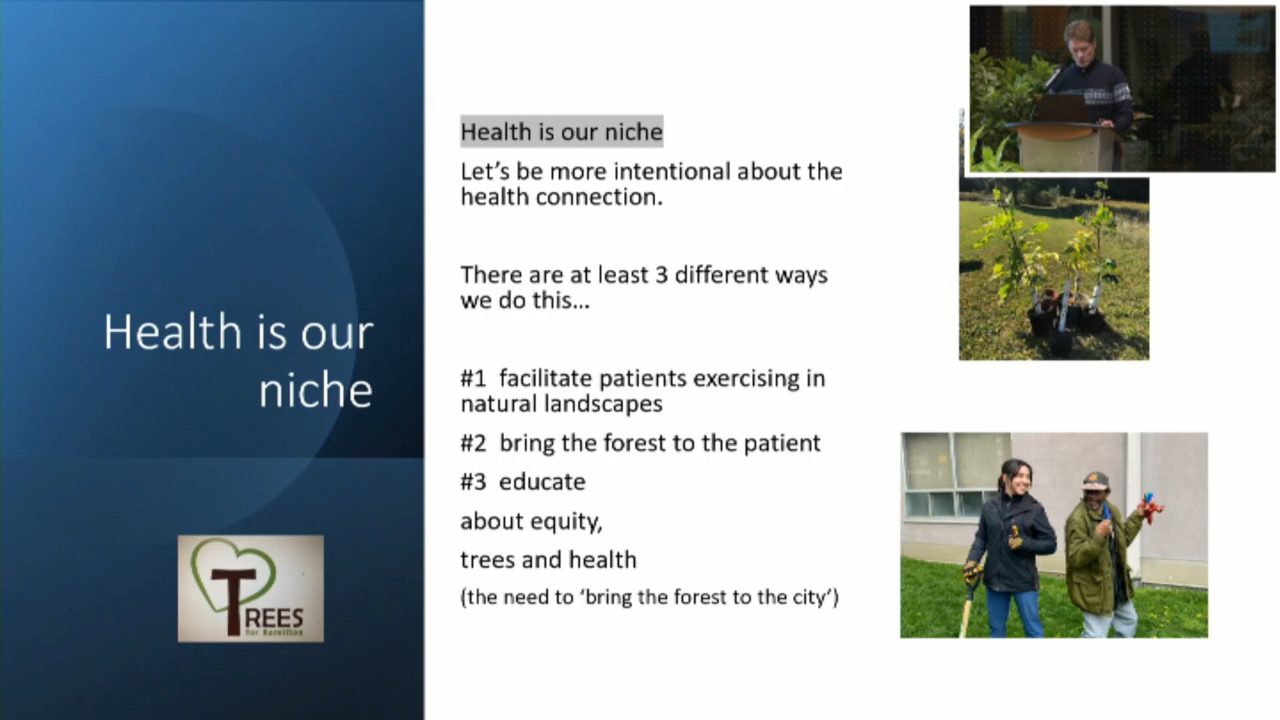 Health is our
niche
TREES
for Hamilton
Health is our niche
Let's be more intentional about the
health connection.
There are at least 3 different ways
we do this...
#1 facilitate patients exercising in
natural landscapes
#2 bring the forest to the patient
#3 educate
about equity,
trees and health
(the need to 'bring the forest to the city')